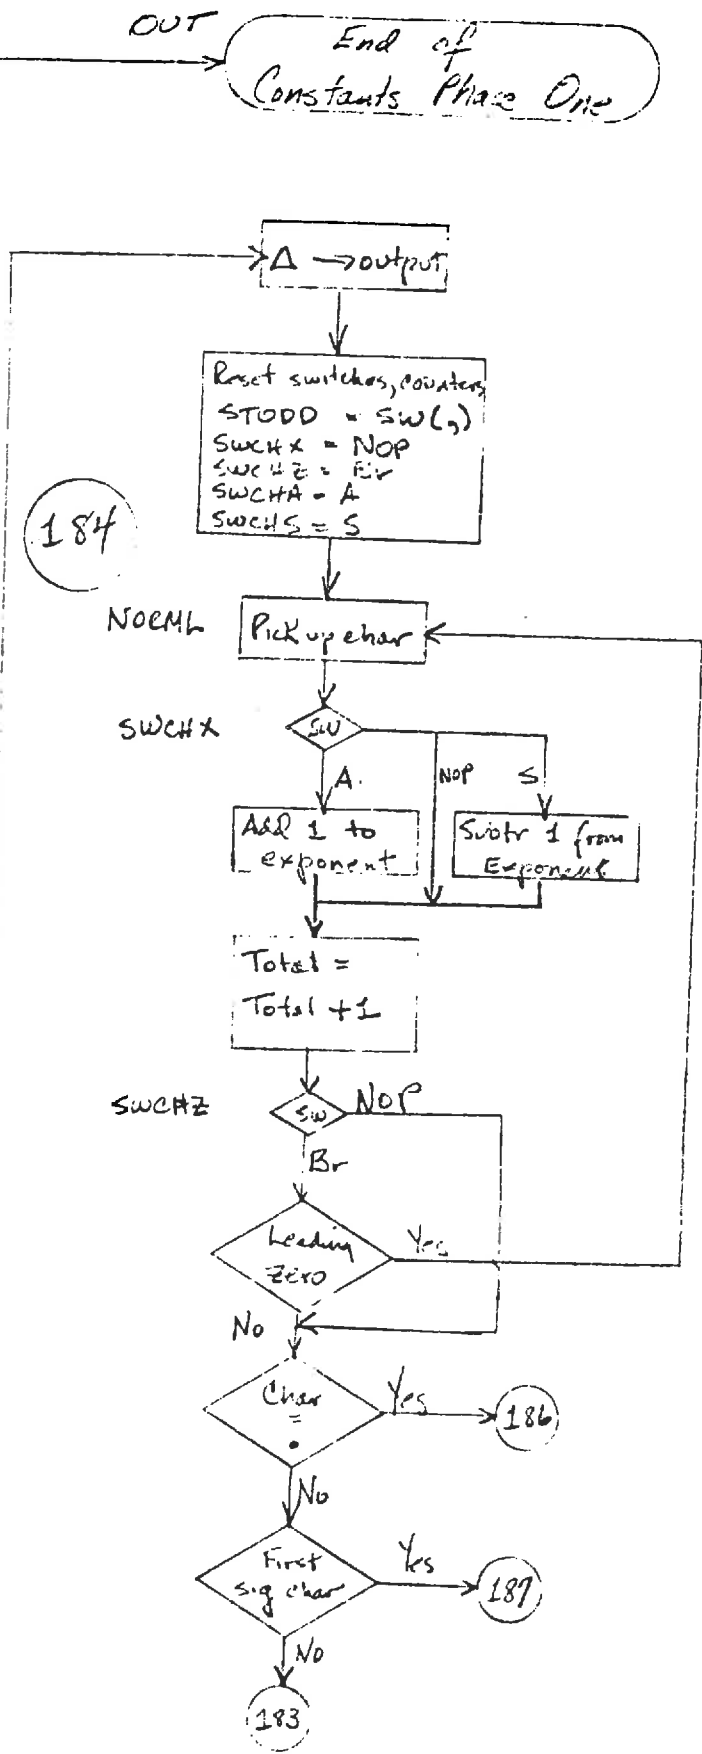 OUT
End of
Constants Phase One
Δ → output
Reset switches, counters
STODD = SW(,)
SWCHX = NOP
SWCHZ = Br
SWCHA = A
SWCHS = S
184
NORML
Pick up char
SWCHX
SW
A.
NOP
S
Add 1 to
exponent
Subtr 1 from
Exponent
Total =
Total + 1
SWCHZ
SW
NOP
Br
Leading
zero
Yes
No
Char
=
.
Yes
186
No
First
sig char
Yes
187
No
183